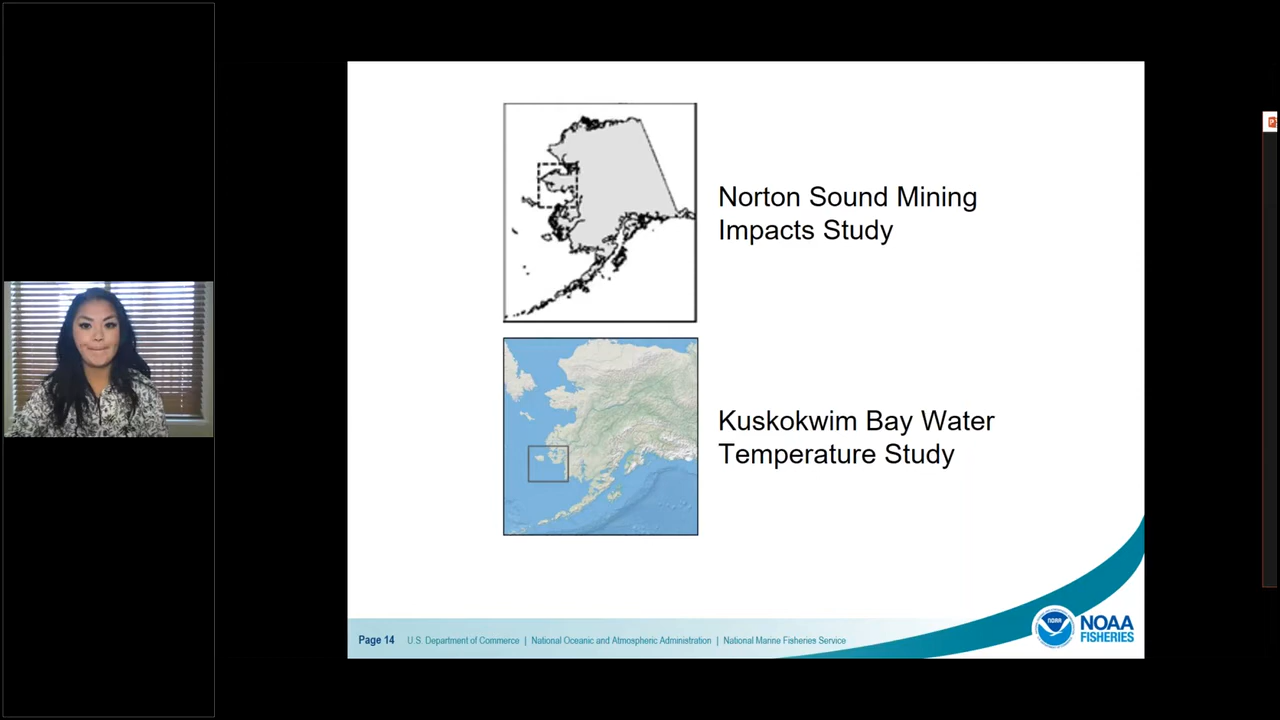 Norton Sound Mining
Impacts Study
Kuskokwim Bay Water
Temperature Study
Page 14 U.S. Department of Commerce | National Oceanic and Atmospheric Administration | National Marine Fisheries Service
NOAA
NOAA
FISHERIES